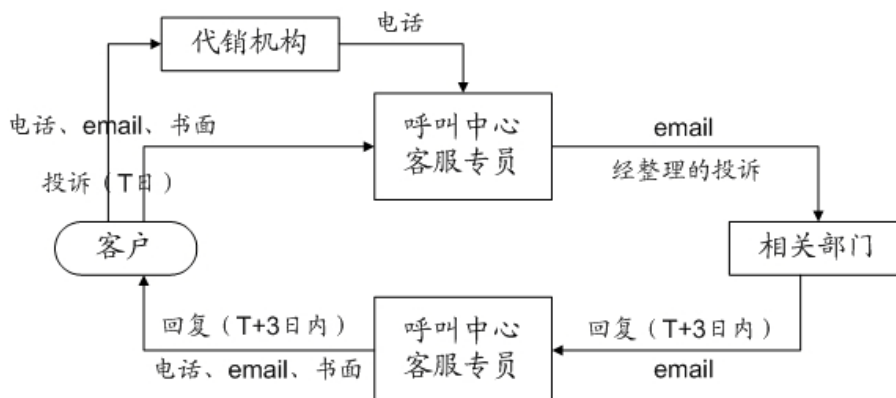 电话
代销机构
电话、email、书面
呼叫中心
客服专员
email
经整理的投诉
投诉（T日）
客户
相关部门
回复（T+3日内）
电话、email、书面
呼叫中心
客服专员
回复（T+3日内）
email